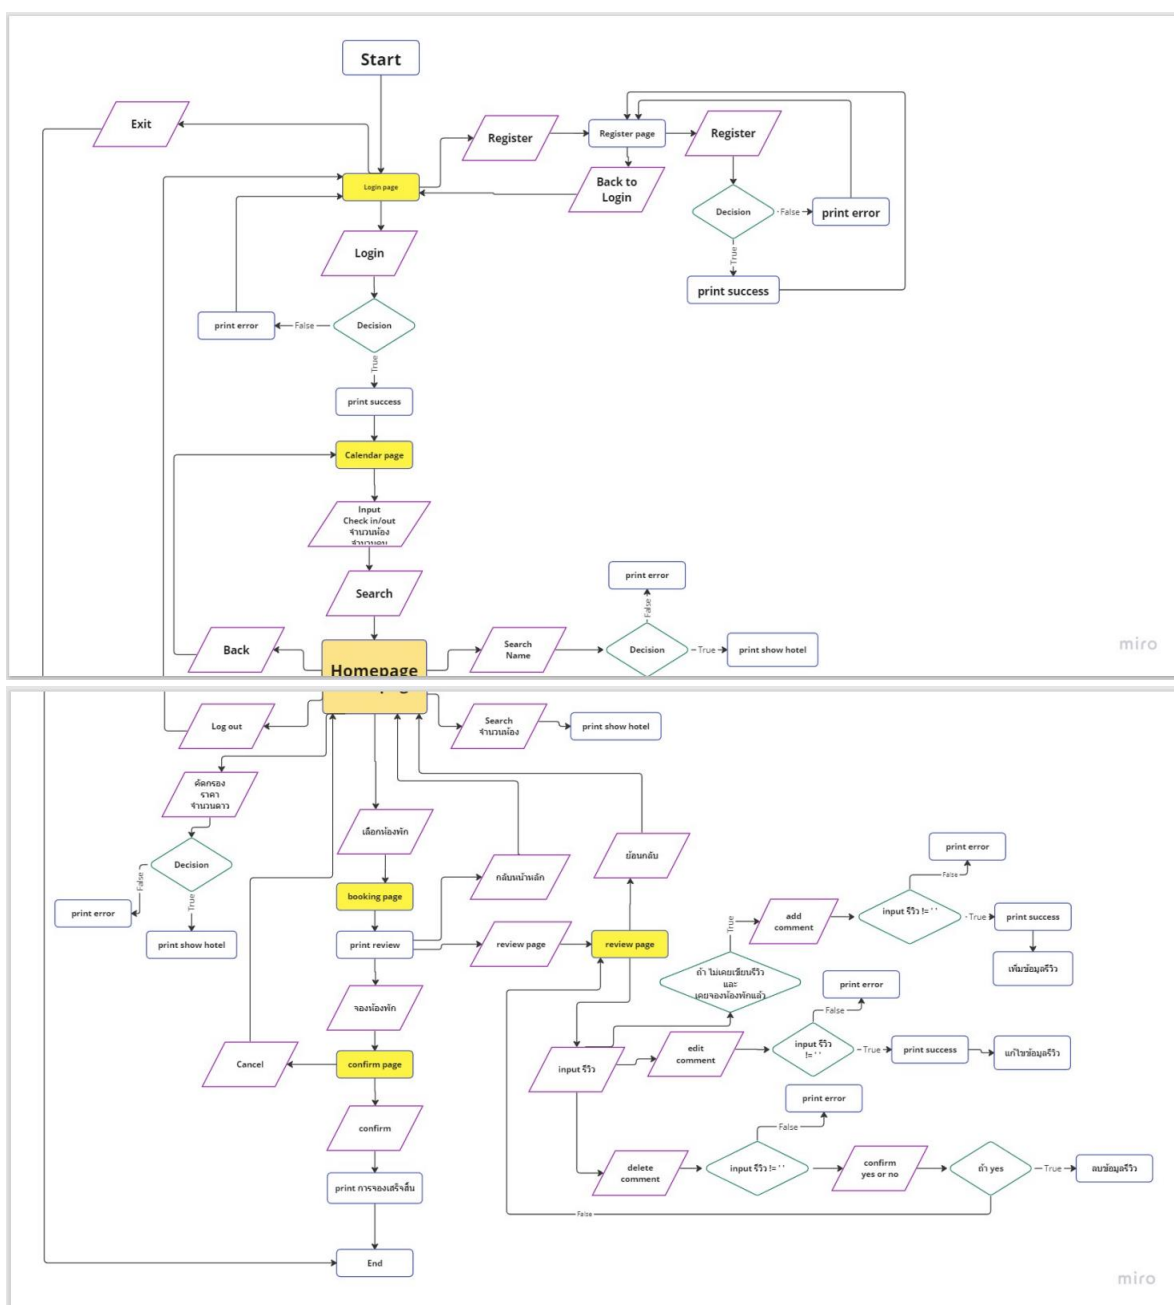 Start
Exit
Register
Register page
Register
Login page
Back to
Login
Decision
False
print error
Login
True
print success
print error
False
Decision
True
print success
Calendar page
Input
Check in/out
จำนวนห้อง
จำนวนคน
Search
print error
False
Back
Search
Name
Decision
True
print show hotel
miro
Homepage
Log out
Search
จำนวนห้อง
print show hotel
คัดกรอง
ราคา
จำนวนดาว
เลือกห้องพัก
ย้อนกลับ
print error
Decision
False
True
กลับหน้าหลัก
False
booking page
add
comment
input รีวิว != ' '
True
print success
print error
print show hotel
print review
review page
review page
True
เพิ่มข้อมูลรีวิว
ถ้า ไม่เคยเขียนรีวิว
และ
เคยจองห้องพักแล้ว
print error
False
จองห้องพัก
Cancel
confirm page
input รีวิว
edit
comment
input รีวิว
!= ' '
True
print success
แก้ไขข้อมูลรีวิว
print error
confirm
False
delete
comment
input รีวิว != ' '
confirm
yes or no
ถ้า yes
True
ลบข้อมูลรีวิว
print การจองเสร็จสิ้น
False
End
miro